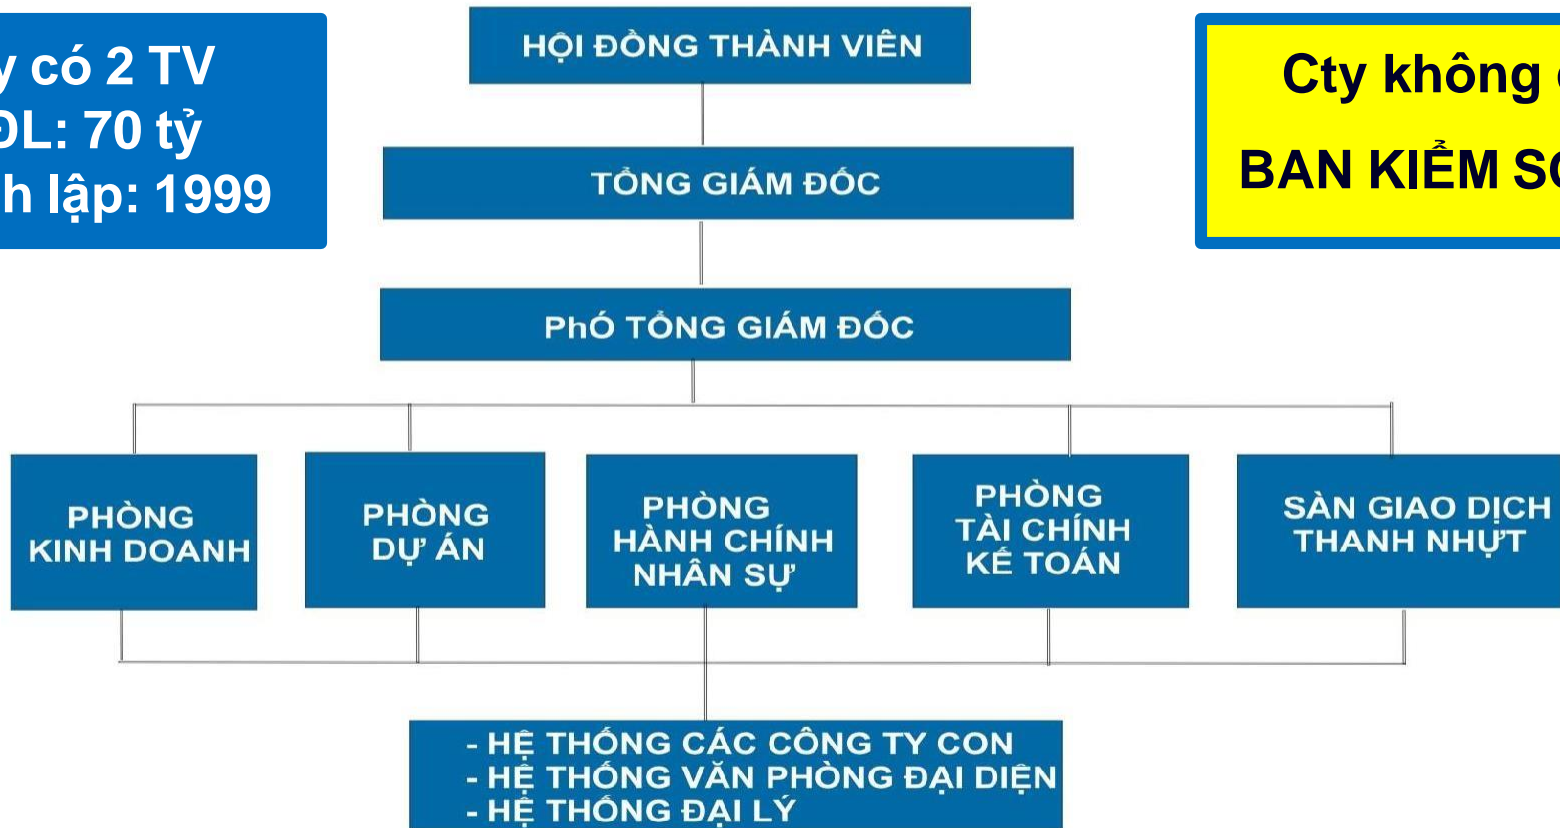 y có 2 TV
ĐL: 70 tỷ
h lập: 1999
HỘI ĐỒNG THÀNH VIÊN
Cty không
BAN KIỂM
TỔNG GIÁM ĐỐC
PhÓ TỔNG GIÁM ĐỐC
PHÒNG
KINH DOANH
PHÒNG
DỰ ÁN
PHÒNG
HÀNH CHÍNH
NHÂN SỰ
PHÒNG
TÀI CHÍNH
KẾ TOÁN
SÀN GIAO DỊCH
THANH NHỰT
- HỆ THỐNG CÁC CÔNG TY CON
- HỆ THỐNG VĂN PHÒNG ĐẠI DIỆN
- HỆ THỐNG ĐẠI LÝ